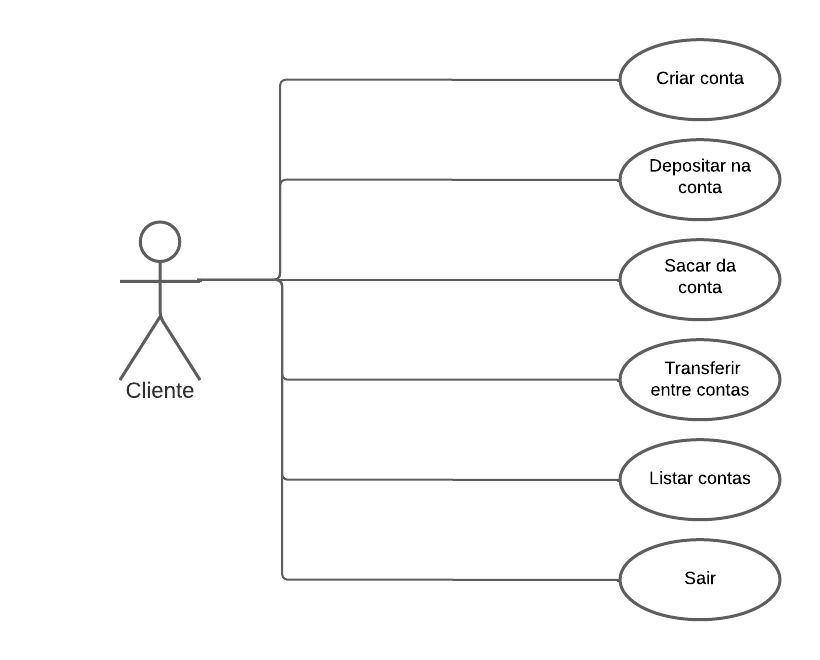 Criar conta
Depositar na
conta
Sacar da
conta
Transferir
entre contas
Cliente
Listar contas
Sair